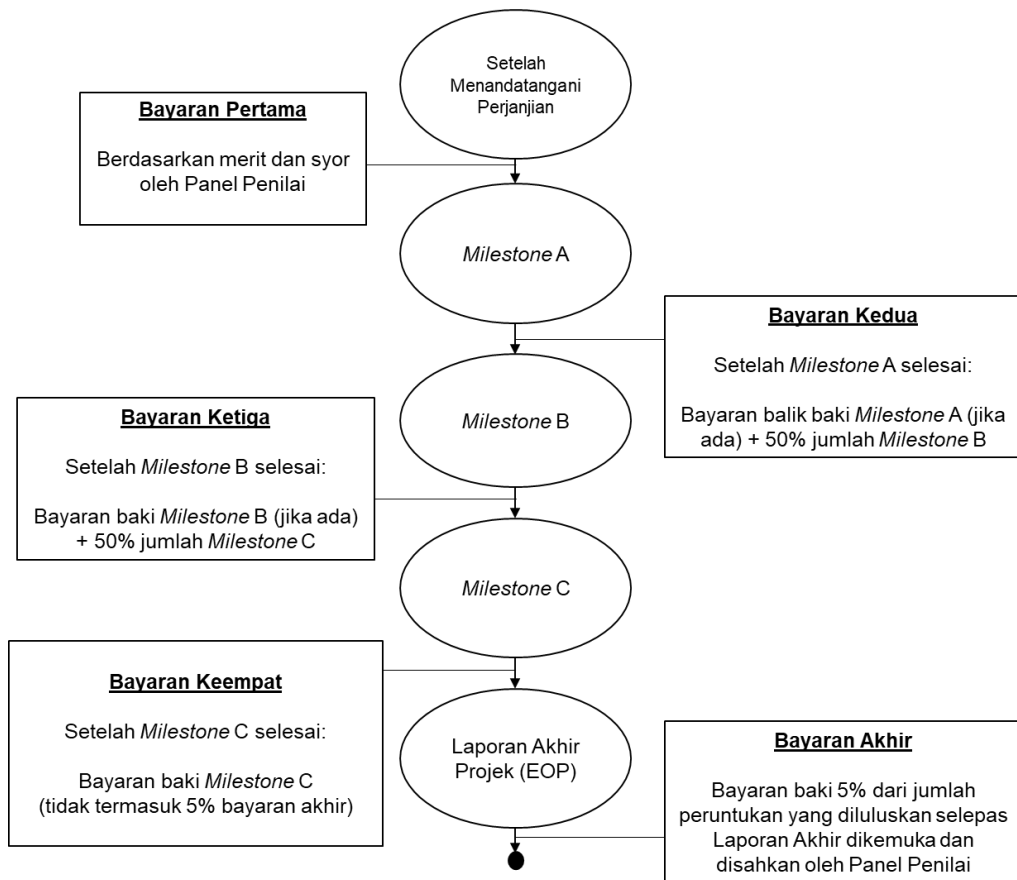 Setelah
Menandatangani
Perjanjian
Bayaran Pertama
Berdasarkan merit dan syor
oleh Panel Penilai
Milestone A
Bayaran Kedua
Setelah Milestone A selesai:
Bayaran balik baki Milestone A (jika
ada) + 50% jumlah Milestone B
Milestone B
Bayaran Ketiga
Setelah Milestone B selesai:
Bayaran baki Milestone B (jika ada)
+ 50% jumlah Milestone C
Milestone C
Bayaran Keempat
Setelah Milestone C selesai:
Bayaran baki Milestone C
(tidak termasuk 5% bayaran akhir)
Laporan Akhir
Projek (EOP)
Bayaran Akhir
Bayaran baki 5% dari jumlah
peruntukan yang diluluskan selepas
Laporan Akhir dikemuka dan
disahkan oleh Panel Penilai